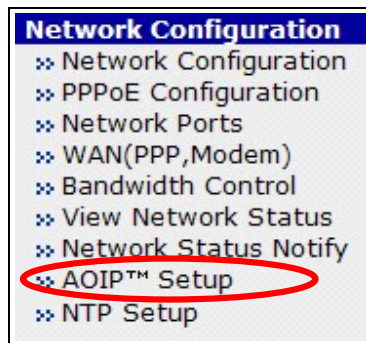 Network Configuration
» Network Configuration
» PPPoE Configuration
» Network Ports
» WAN(PPP,Modem)
» Bandwidth Control
» View Network Status
» Network Status Notify
» AOIP™ Setup
» NTP Setup